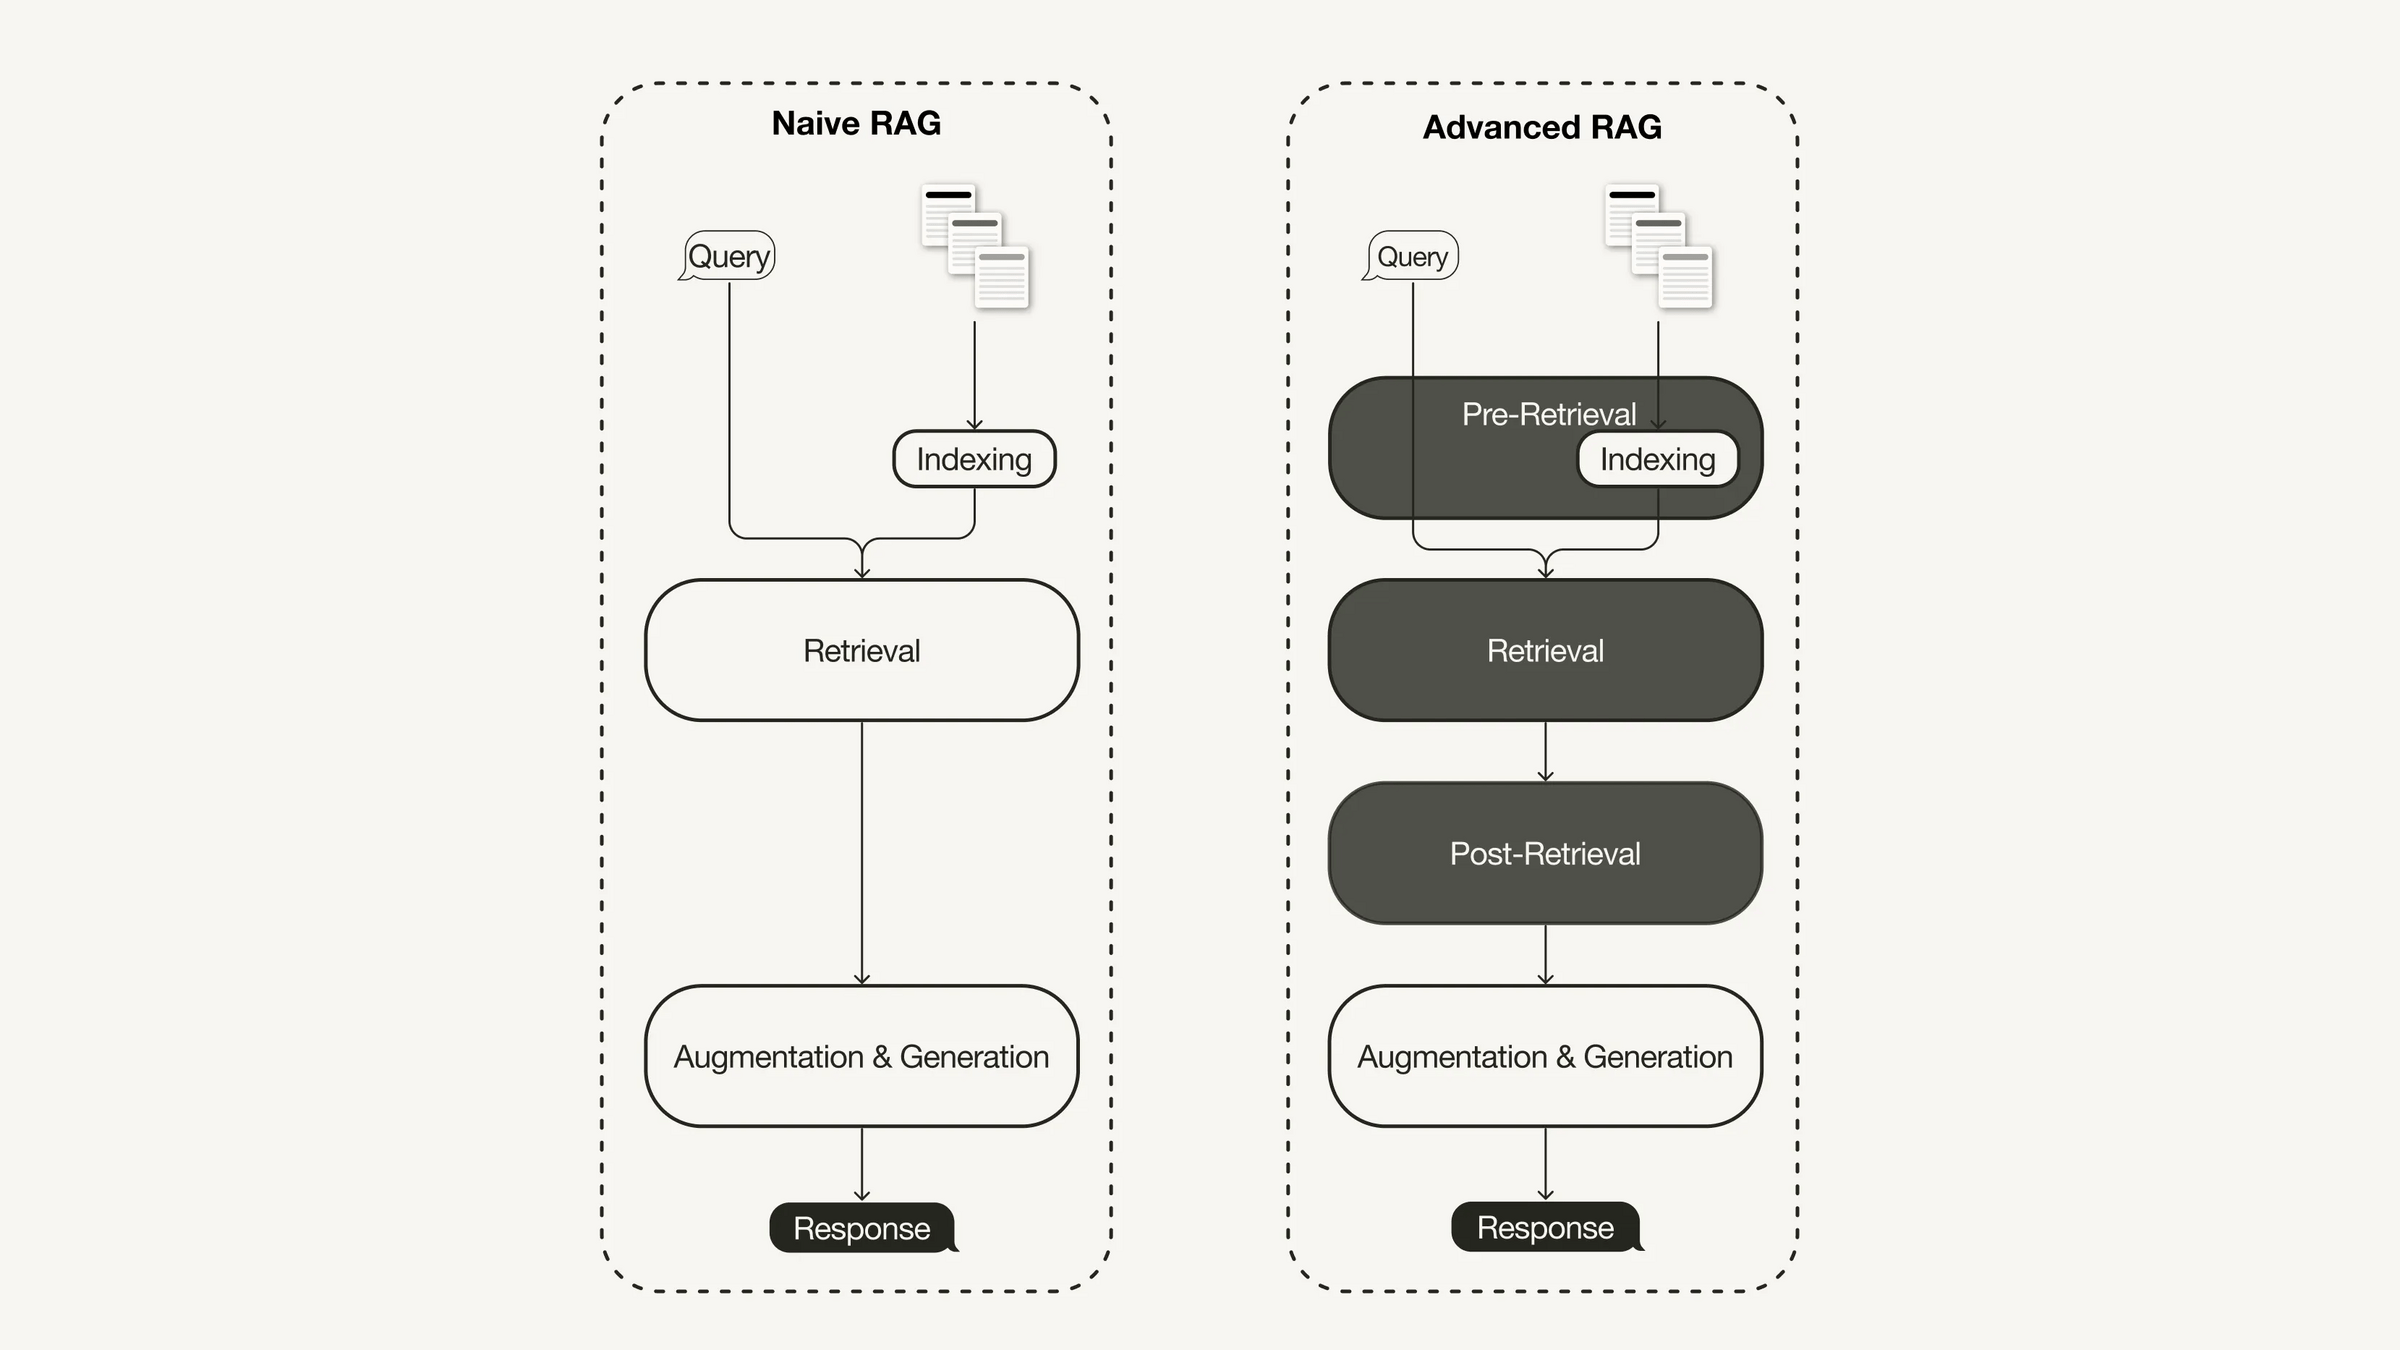 Naive RAG
Query
Indexing
Retrieval
Augmentation & Generation
Response
Advanced RAG
Query
Pre-Retrieval
Indexing
Retrieval
Post-Retrieval
Augmentation & Generation
Response